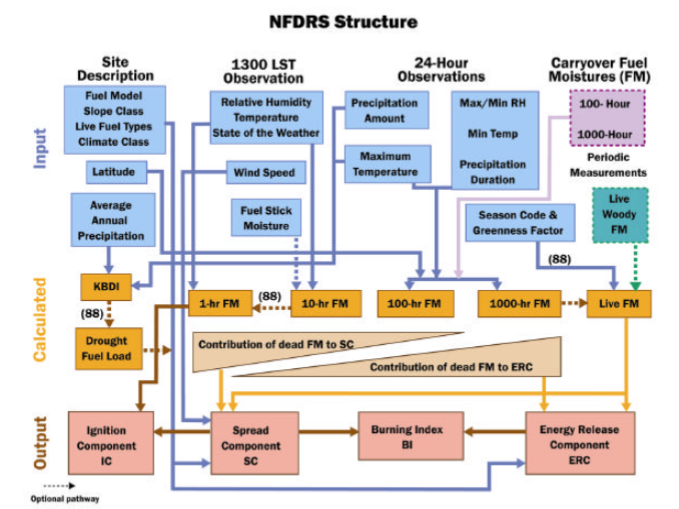 NFDRS Structure
Site
Description
1300 LST
Observation
24-Hour
Observations
Carryover Fuel
Moistures (FM)
Input
Fuel Model
Slope Class
Live Fuel Types
Climate Class
Relative Humidity
Temperature
State of the Weather
Precipitation
Amount
Max/Min RH
Min Temp
Precipitation
Duration
100- Hour
1000-Hour
Periodic
Measurements
Latitude
Wind Speed
Maximum
Temperature
Average
Annual
Precipitation
Fuel Stick
Moisture
Season Code &
Greenness Factor
Live
Woody
FM
(88)
Calculated
KBDI
(88)
1-hr FM
(88)
10-hr FM
100-hr FM
1000-hr FM
Live FM
Drought
Fuel Load
Contribution of dead FM to SC
Contribution of dead FM to ERC
Output
Ignition
Component
IC
Spread
Component
SC
Burning Index
BI
Energy Release
Component
ERC
Optional pathway